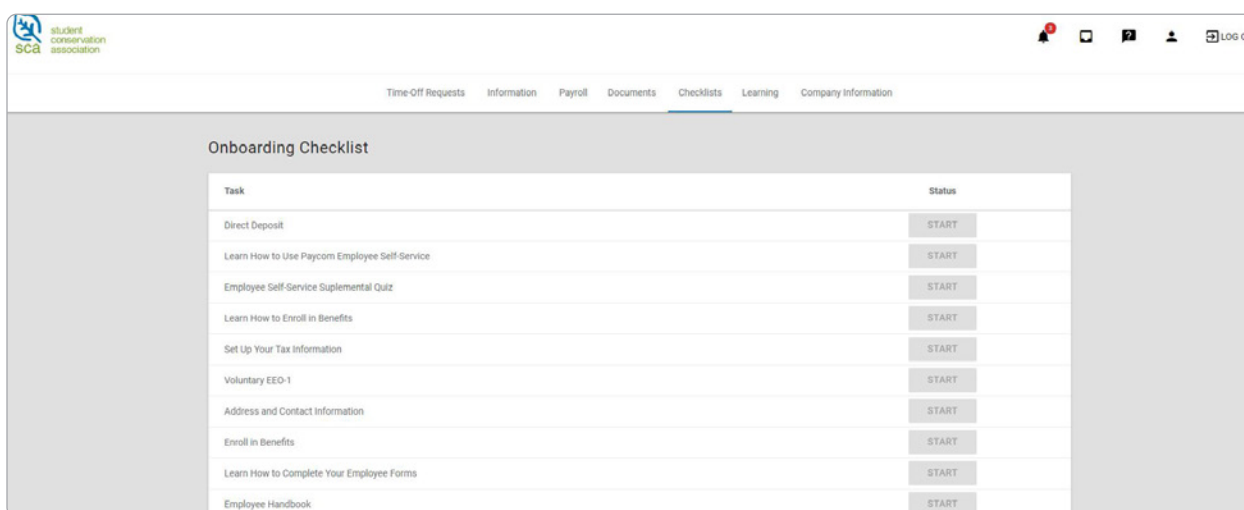 student
conservation
sca association
3
LOG
Time-Off Requests Information Payroll Documents Checklists Learning Company Information
Onboarding Checklist
Task Status
Direct Deposit START
Learn How to Use Paycom Employee Self-Service START
Employee Self-Service Suplemental Quiz START
Learn How to Enroll in Benefits START
Set Up Your Tax Information START
Voluntary EEO-1 START
Address and Contact Information START
Enroll in Benefits START
Learn How to Complete Your Employee Forms START
Employee Handbook START